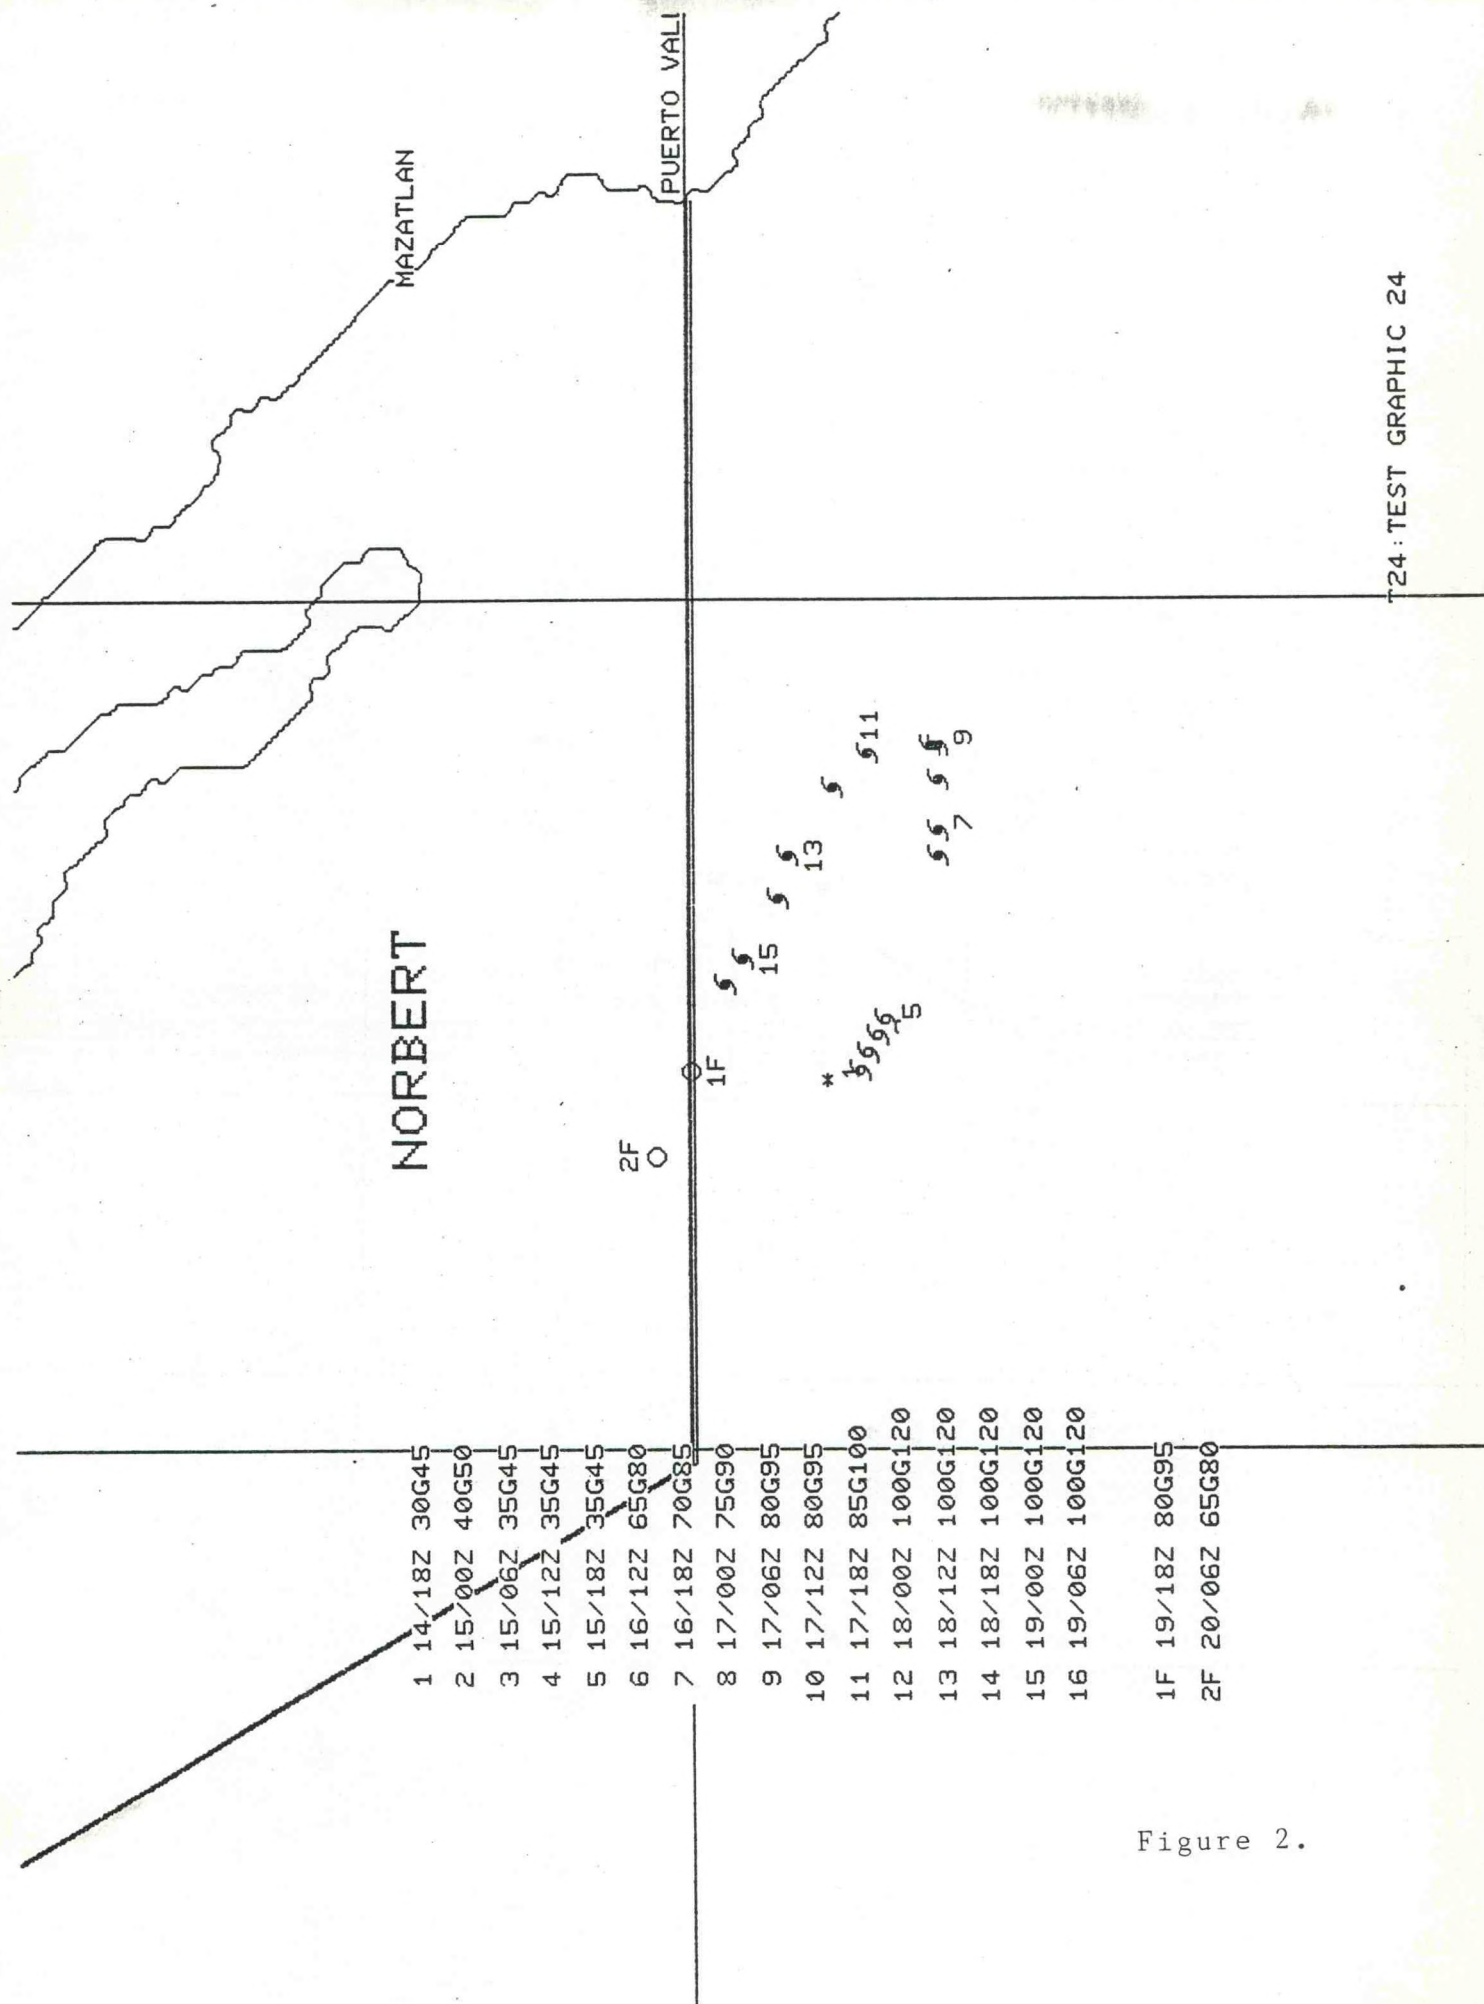 PUERTO VALL
MAZATLAN
NORBERT
2F
1F
*
1
5
15
13
11
7
9
1 14/18Z 30G45
2 15/00Z 40G50
3 15/06Z 35G45
4 15/12Z 35G45
5 15/18Z 35G45
6 16/12Z 65G80
7 16/18Z 70G85
8 17/00Z 75G90
9 17/06Z 80G95
10 17/12Z 80G95
11 17/18Z 85G100
12 18/00Z 100G120
13 18/12Z 100G120
14 18/18Z 100G120
15 19/00Z 100G120
16 19/06Z 100G120
1F 19/18Z 80G95
2F 20/06Z 65G80
T24:TEST GRAPHIC 24
Figure 2.